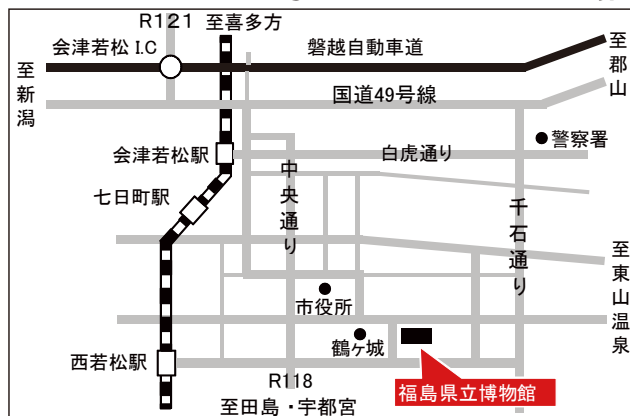 R121
至喜多方
会津若松 I.C
磐越自動車道
至郡山
至新潟
国道49号線
警察署
会津若松駅
白虎通り
中央通り
七日町駅
千石通り
至東山温泉
市役所
鶴ヶ城
西若松駅
R118
至田島・宇都宮
福島県立博物館